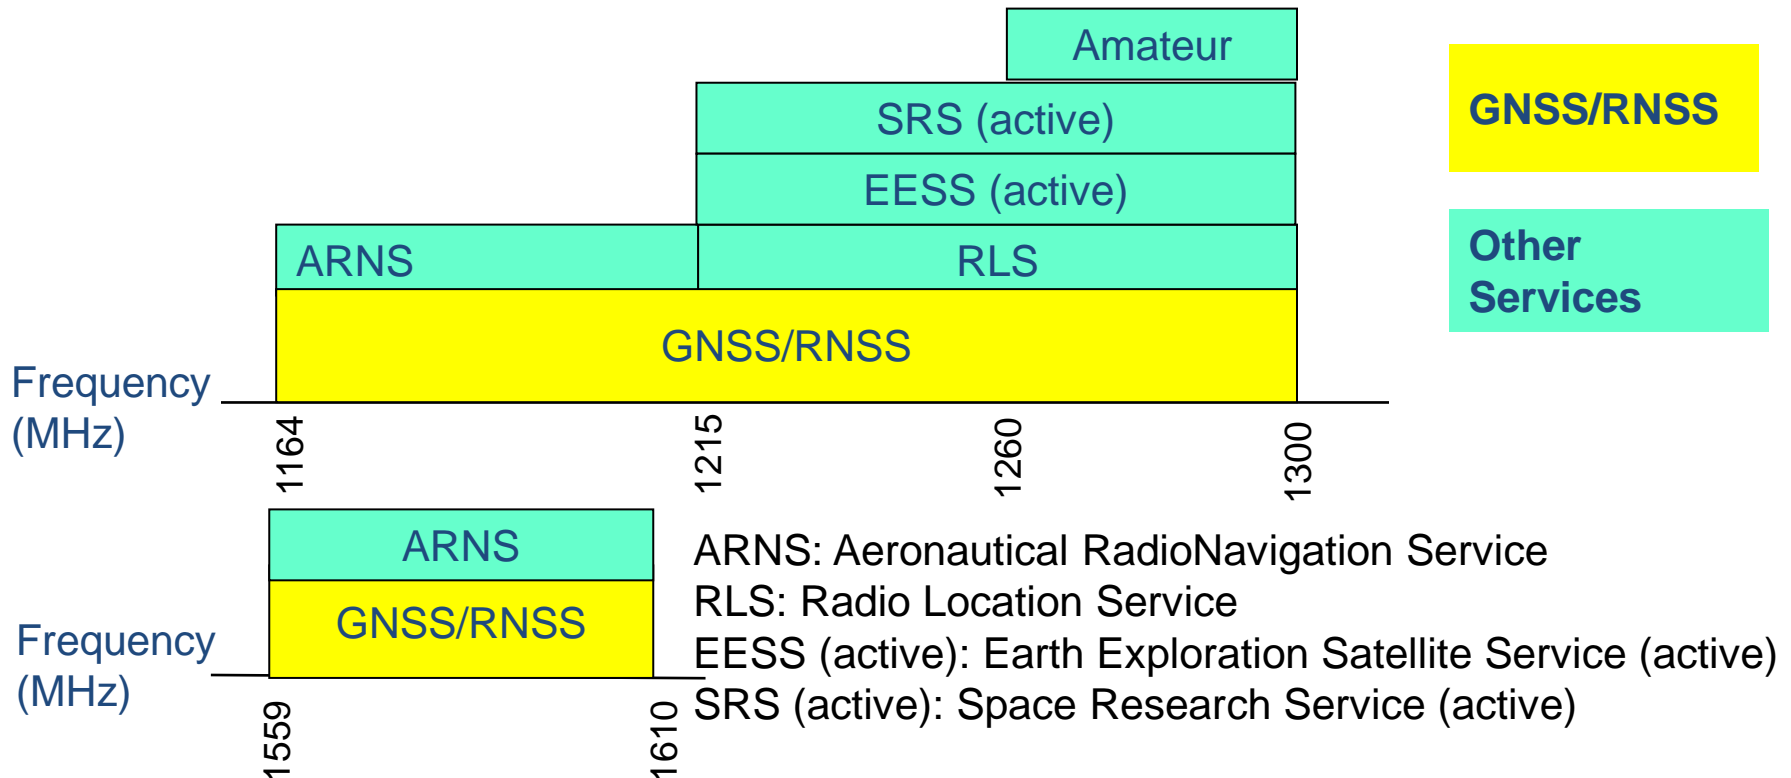 Amateur
SRS (active)
EESS (active)
ARNS
RLS
GNSS/RNSS
GNSS/RNSS
Other
Services
Frequency
(MHz)
1164
1215
1260
1300
ARNS
GNSS/RNSS
Frequency
(MHz)
1559
1610
ARNS: Aeronautical RadioNavigation Service
RLS: Radio Location Service
EESS (active): Earth Exploration Satellite Service (active)
SRS (active): Space Research Service (active)